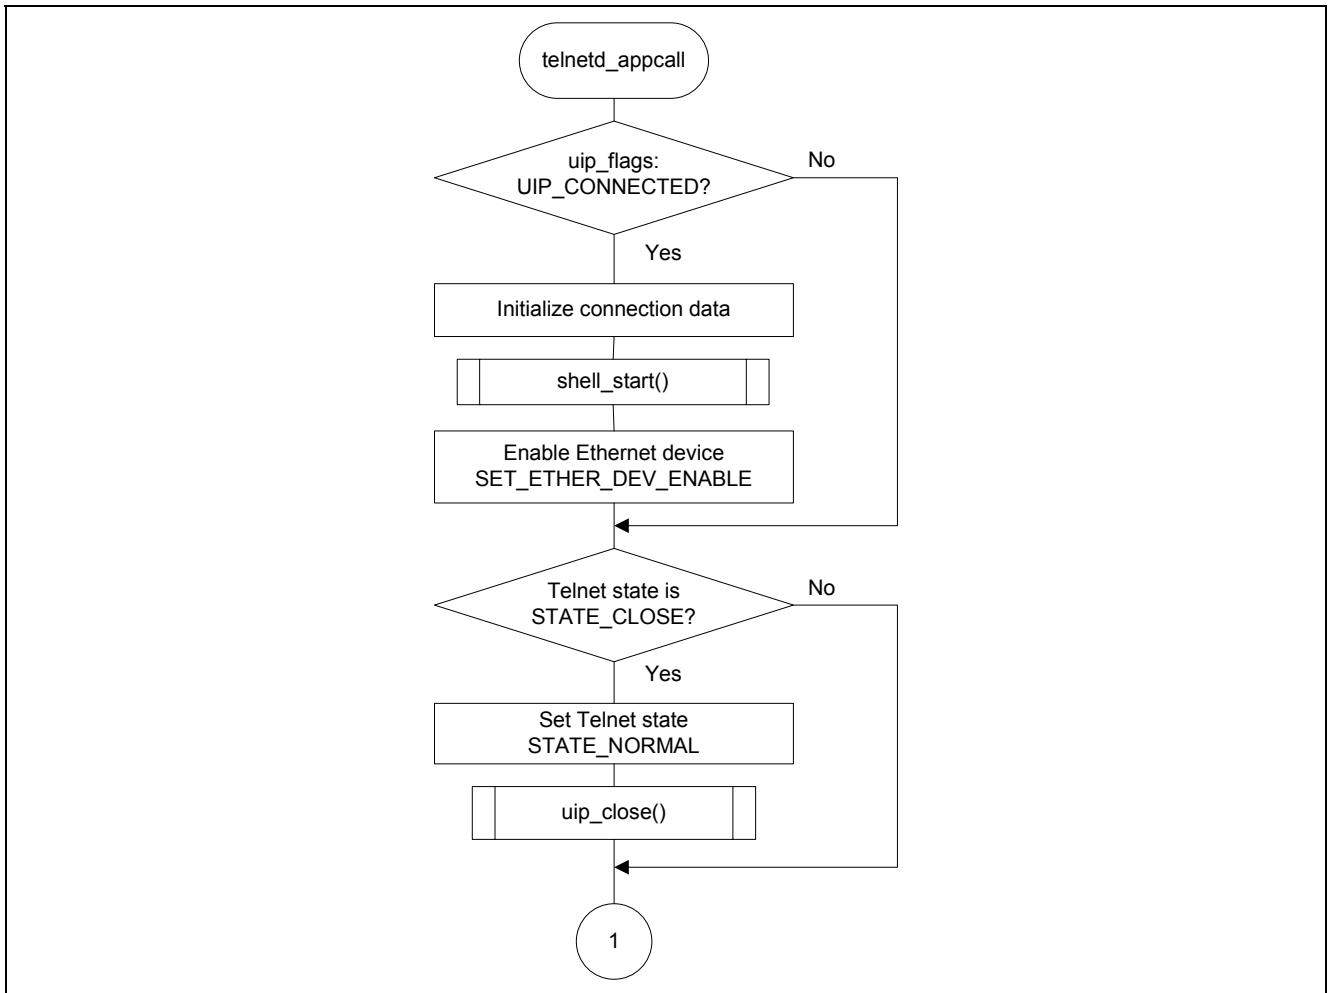 telnetd_appcall
uip_flags:
UIP_CONNECTED?
No
Yes
Initialize connection data
shell_start()
Enable Ethernet device
SET_ETHER_DEV_ENABLE
Telnet state is
STATE_CLOSE?
No
Yes
Set Telnet state
STATE_NORMAL
uip_close()
1